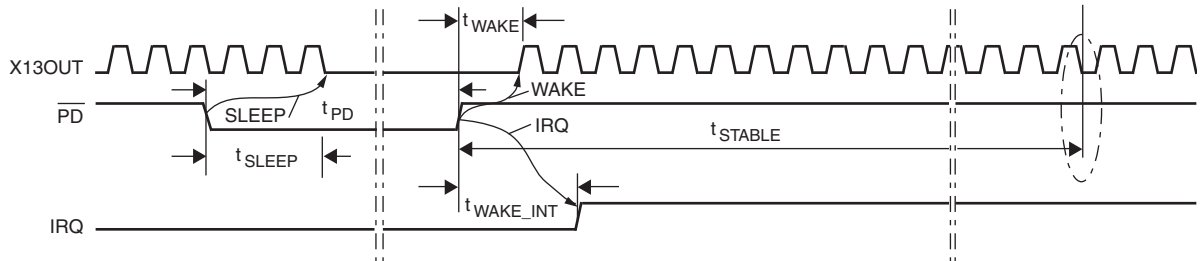 t WAKE
X13OUT
WAKE
PD
SLEEP
t PD
IRQ
t STABLE
t SLEEP
t WAKE_INT
IRQ